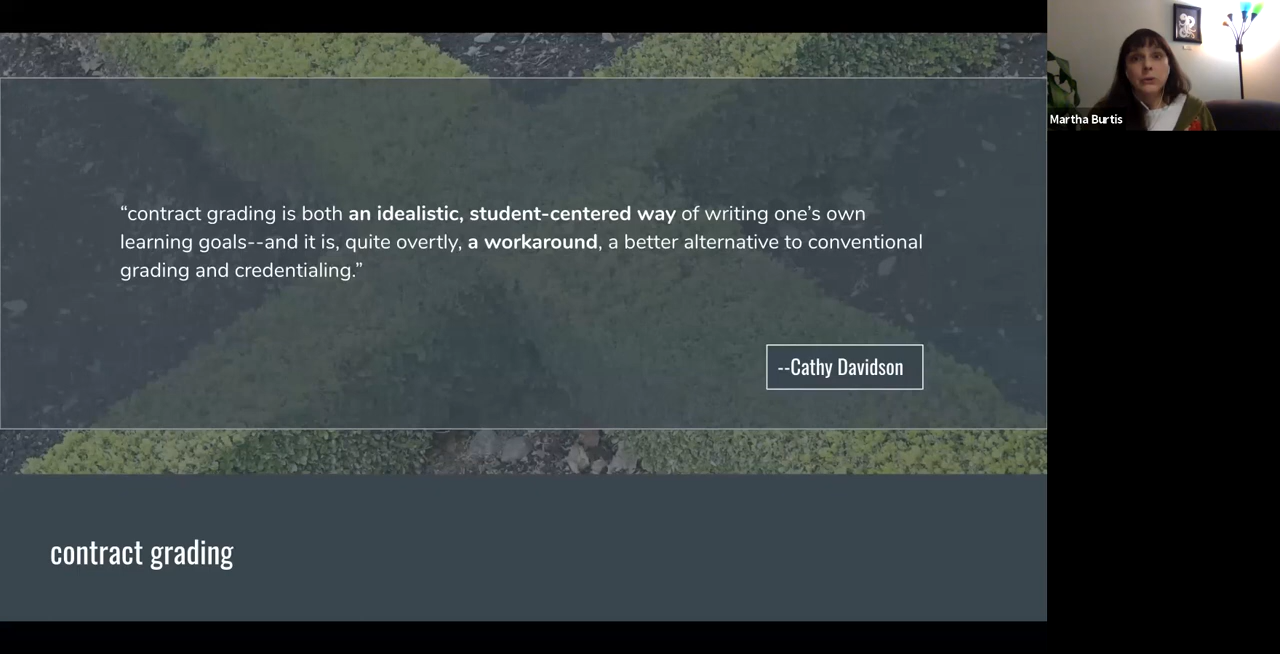 “contract grading is both an idealistic, student-centered way of writing one’s own
learning goals--and it is, quite overtly, a workaround, a better alternative to conventional
grading and credentialing.”
--Cathy Davidson
contract grading
Martha Burtis